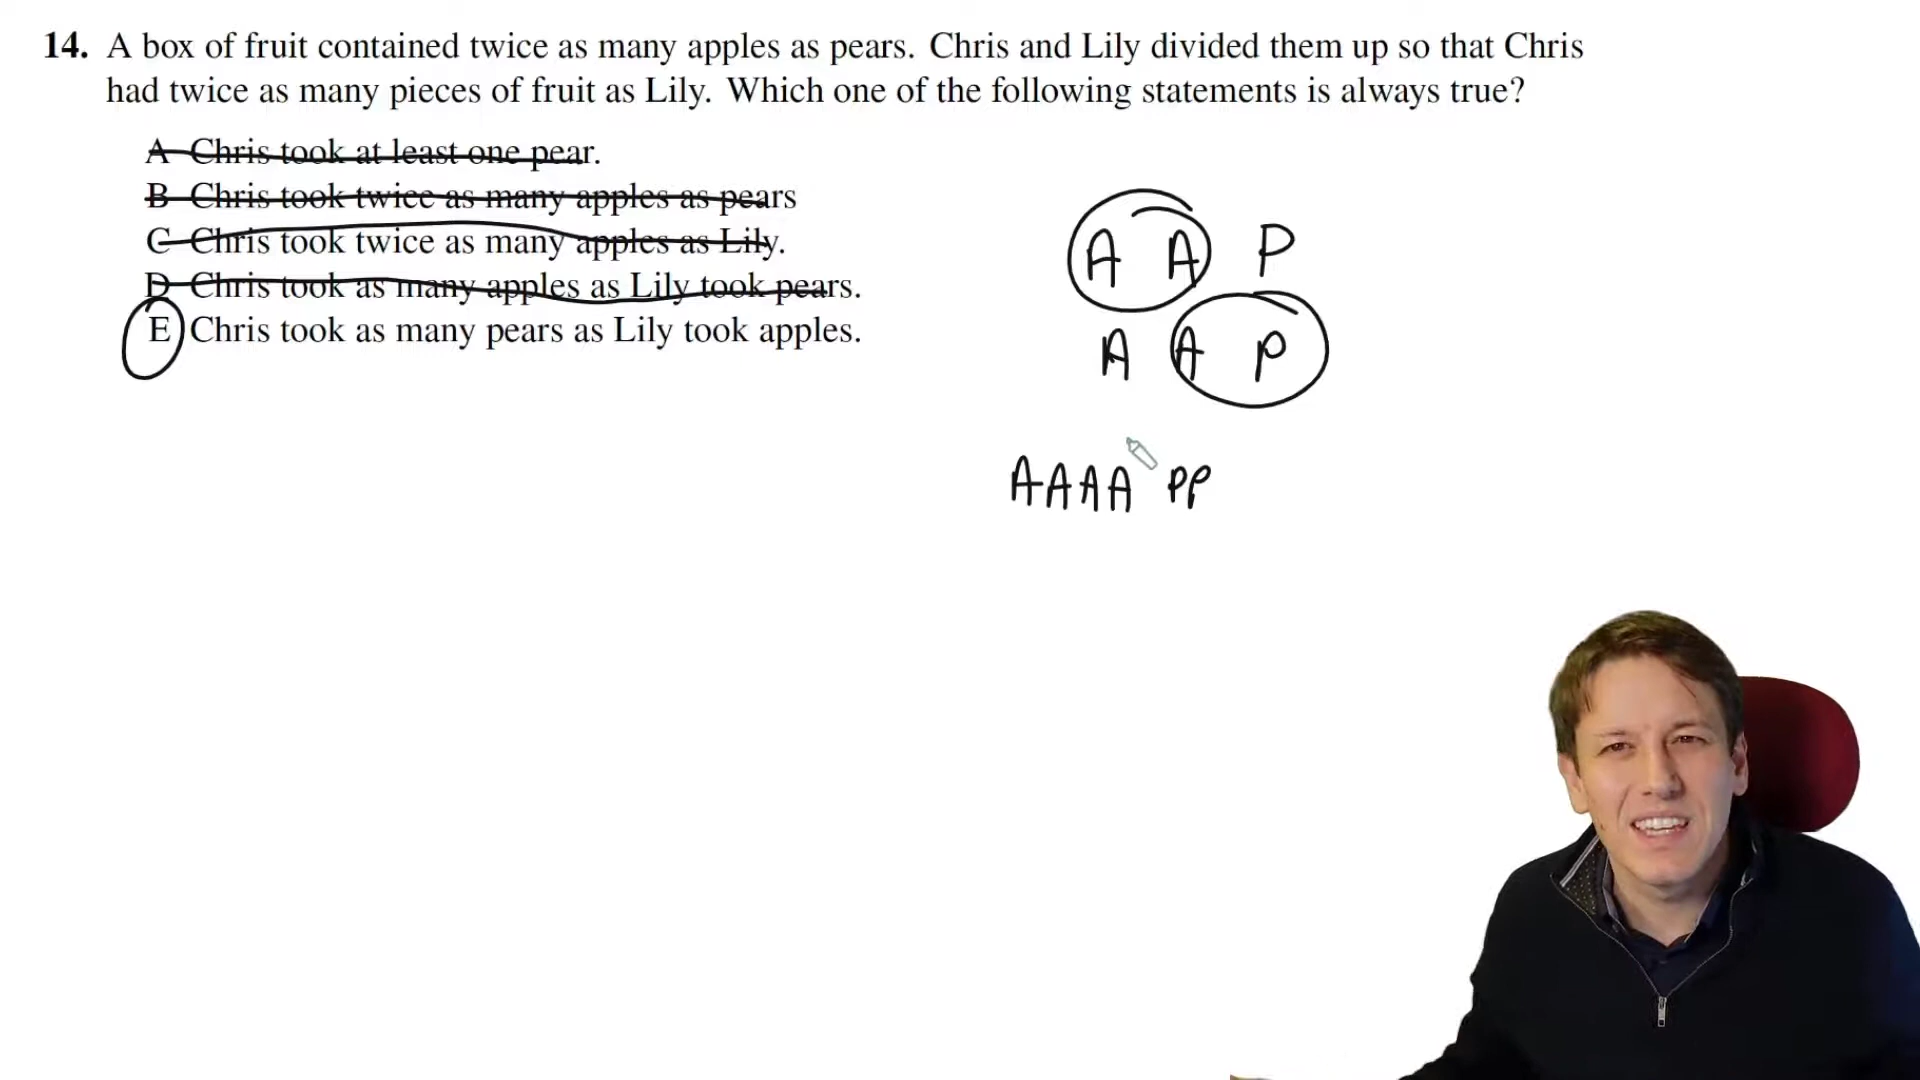 14. A box of fruit contained twice as many apples as pears. Chris and Lily divided them up so that Chris
had twice as many pieces of fruit as Lily. Which one of the following statements is always true?
A Chris took at least one pear.
B Chris took twice as many apples as pears
C Chris took twice as many apples as Lily.
D Chris took as many apples as Lily took pears.
E Chris took as many pears as Lily took apples.
A A P
A A P
AAAA PP